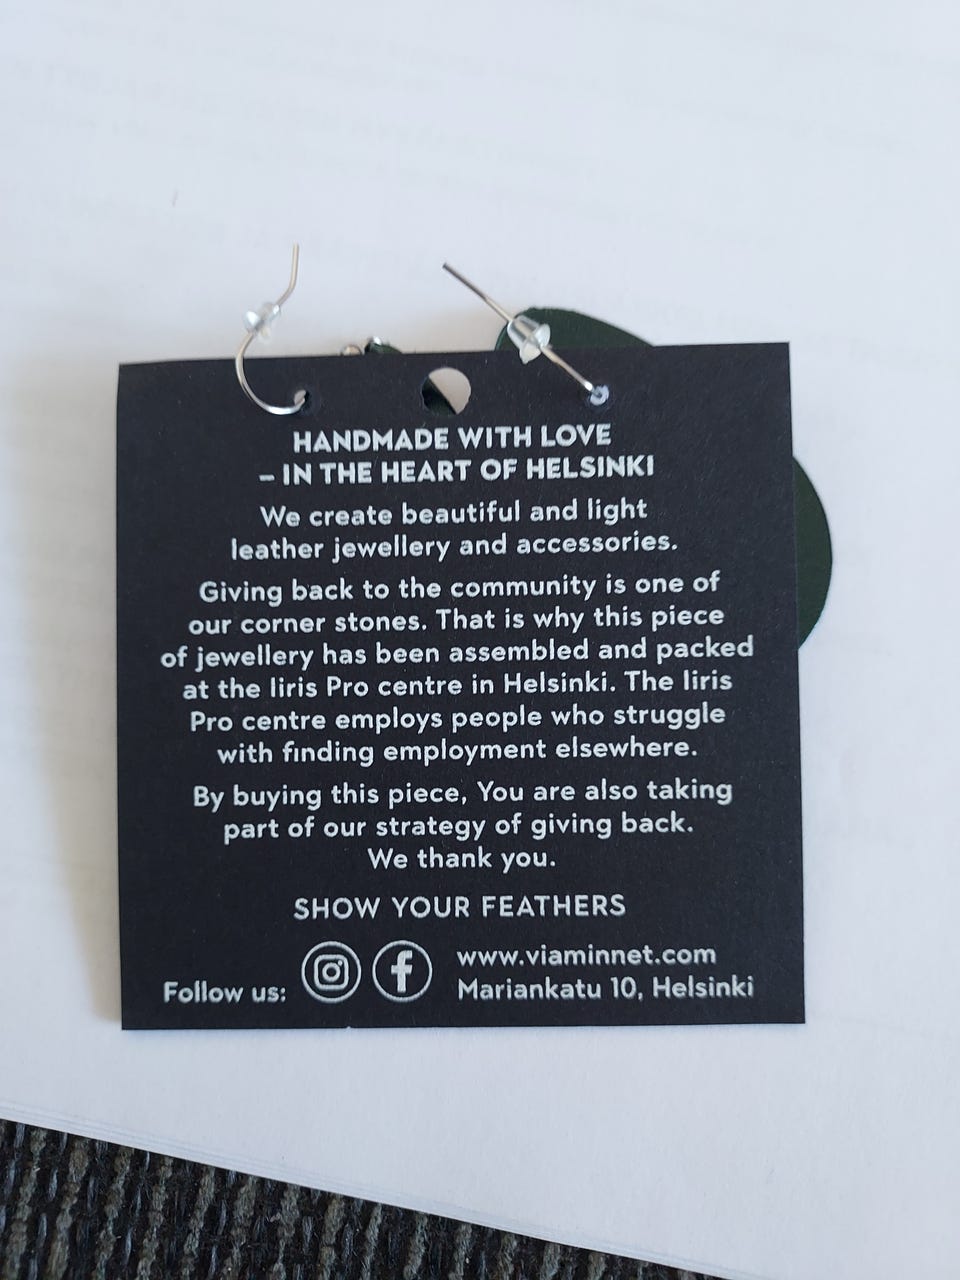 HANDMADE WITH LOVE
– IN THE HEART OF HELSINKI
We create beautiful and light
leather jewellery and accessories.
Giving back to the community is one of
our corner stones. That is why this piece
of jewellery has been assembled and packed
at the Iiris Pro centre in Helsinki. The Iiris
Pro centre employs people who struggle
with finding employment elsewhere.
By buying this piece, You are also taking
part of our strategy of giving back.
We thank you.
SHOW YOUR FEATHERS
Follow us:
www.viaminnet.com
Mariankatu 10, Helsinki